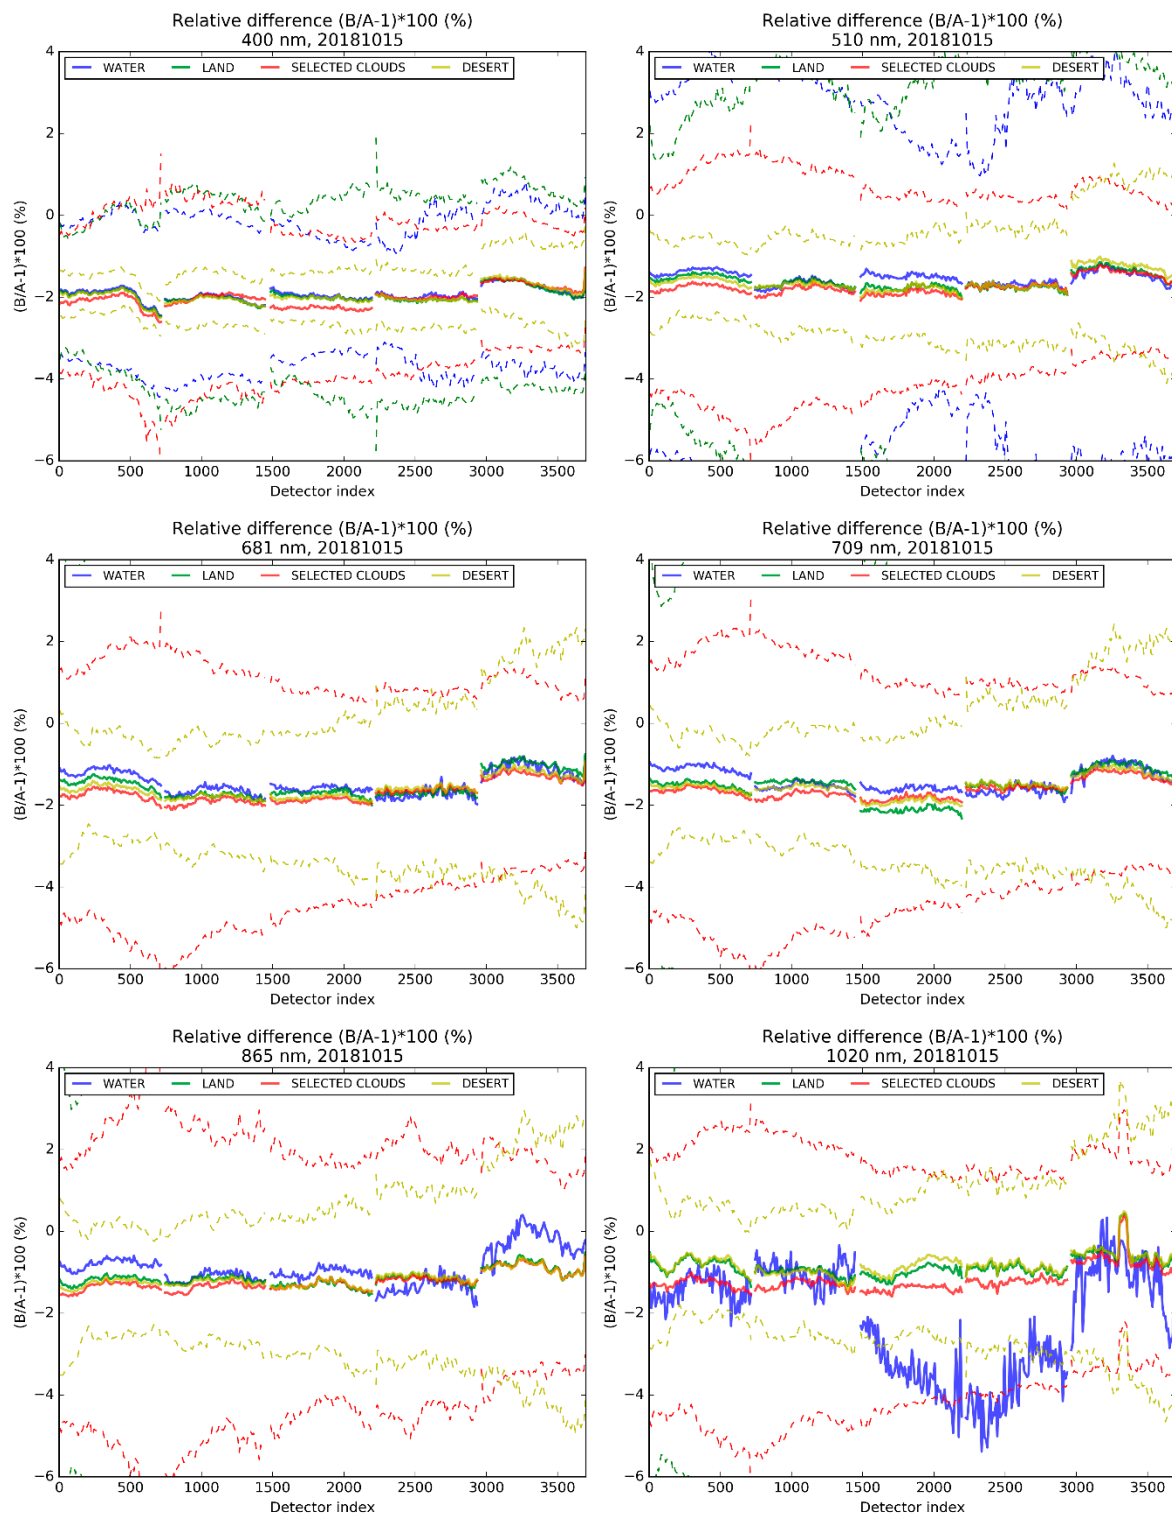 Relative difference (B/A-1)*100 (%)
400 nm, 20181015
WATER LAND SELECTED CLOUDS DESERT
4
2
0
−2
−4
−6
(B/A-1)*100 (%)
0 500 1000 1500 2000 2500 3000 3500
Detector index
Relative difference (B/A-1)*100 (%)
510 nm, 20181015
WATER LAND SELECTED CLOUDS DESERT
4
2
0
−2
−4
−6
(B/A-1)*100 (%)
0 500 1000 1500 2000 2500 3000 3500
Detector index
Relative difference (B/A-1)*100 (%)
681 nm, 20181015
WATER LAND SELECTED CLOUDS DESERT
4
2
0
−2
−4
−6
(B/A-1)*100 (%)
0 500 1000 1500 2000 2500 3000 3500
Detector index
Relative difference (B/A-1)*100 (%)
709 nm, 20181015
WATER LAND SELECTED CLOUDS DESERT
4
2
0
−2
−4
−6
(B/A-1)*100 (%)
0 500 1000 1500 2000 2500 3000 3500
Detector index
Relative difference (B/A-1)*100 (%)
865 nm, 20181015
WATER LAND SELECTED CLOUDS DESERT
4
2
0
−2
−4
−6
(B/A-1)*100 (%)
0 500 1000 1500 2000 2500 3000 3500
Detector index
Relative difference (B/A-1)*100 (%)
1020 nm, 20181015
WATER LAND SELECTED CLOUDS DESERT
4
2
0
−2
−4
−6
(B/A-1)*100 (%)
0 500 1000 1500 2000 2500 3000 3500
Detector index